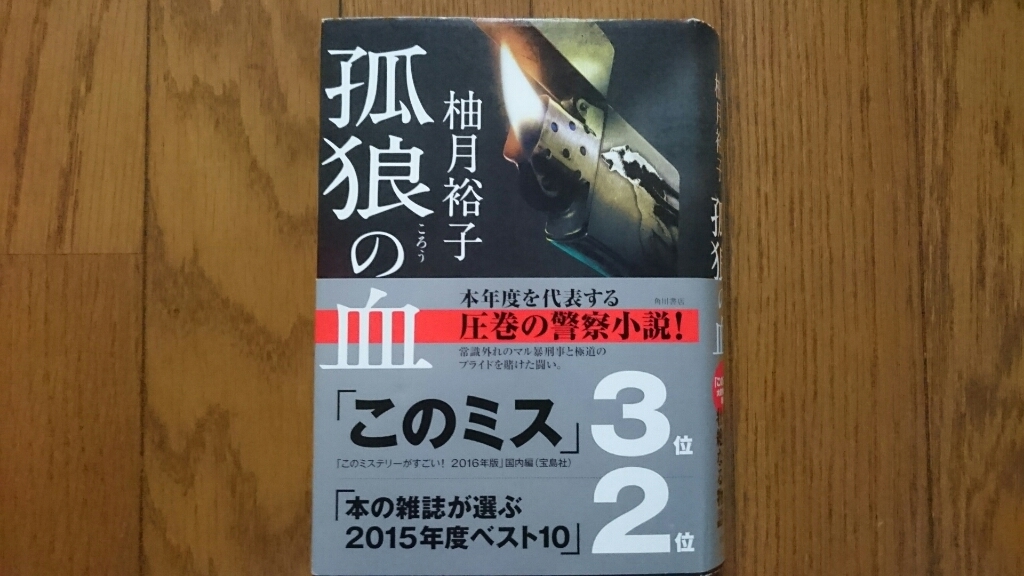 孤狼の血
ころう
柚月裕子
本年度を代表する
圧巻の警察小説!
角川書店
常識外れのマル暴刑事と極道の
プライドを賭けた闘い。
「このミス」3位
「このミステリーがすごい! 2016年版」国内編(宝島社)
「本の雑誌が選ぶ
2015年度ベスト10」2位
孤狼の血